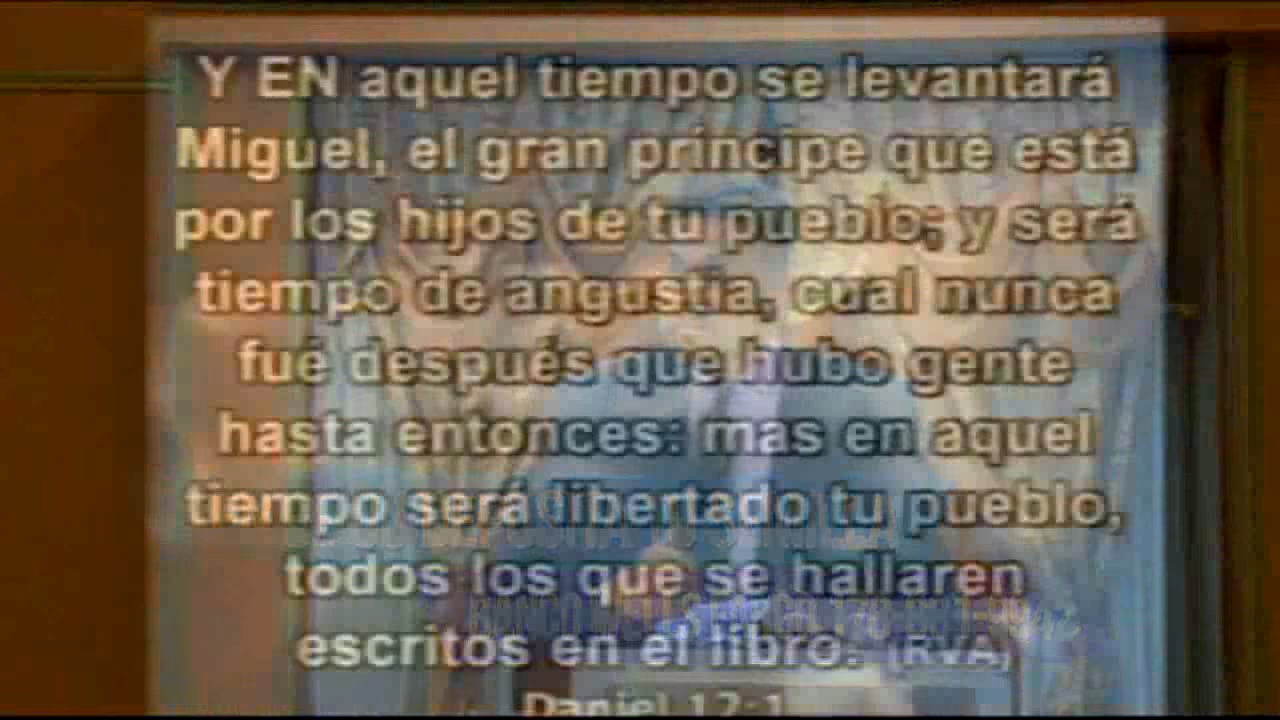 Y EN aquel tiempo se levantará
Miguel, el gran príncipe que está
por los hijos de tu pueblo; y será
tiempo de angustia, cual nunca
fué después que hubo gente
hasta entonces: mas en aquel
tiempo será libertado tu pueblo,
todos los que se hallaren
escritos en el libro. (RVA)
Daniel 12:1